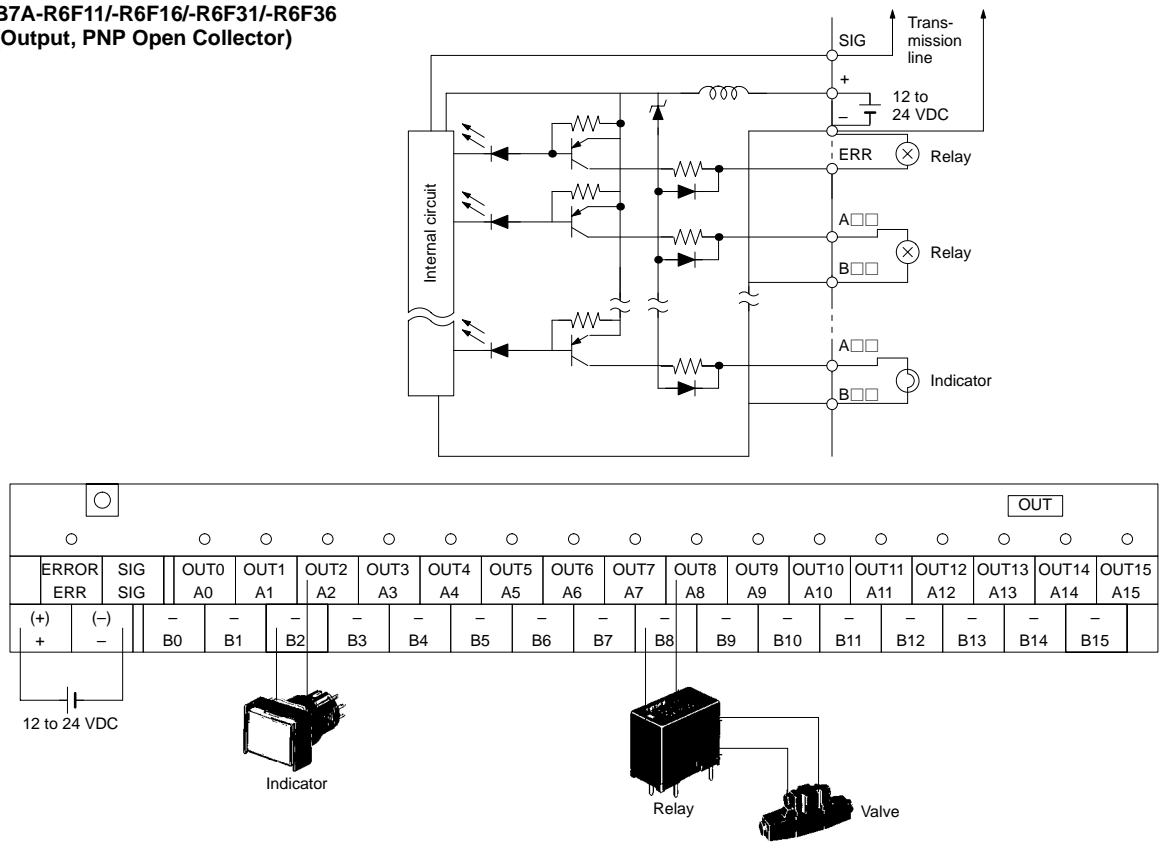 B7A-R6F11/-R6F16/-R6F31/-R6F36
Output, PNP Open Collector)
SIG
Trans-
mission
line
+
12 to
24 VDC
–
ERR
Relay
Internal circuit
A□□
Relay
B□□
A□□
Indicator
B□□
OUT
ERROR SIG OUT0 OUT1 OUT2 OUT3 OUT4 OUT5 OUT6 OUT7 OUT8 OUT9 OUT10 OUT11 OUT12 OUT13 OUT14 OUT15
ERR SIG A0 A1 A2 A3 A4 A5 A6 A7 A8 A9 A10 A11 A12 A13 A14 A15
(+) (–) – – – – – – – – – – – – – – – –
+ – B0 B1 B2 B3 B4 B5 B6 B7 B8 B9 B10 B11 B12 B13 B14 B15
12 to 24 VDC
Indicator
Relay
Valve